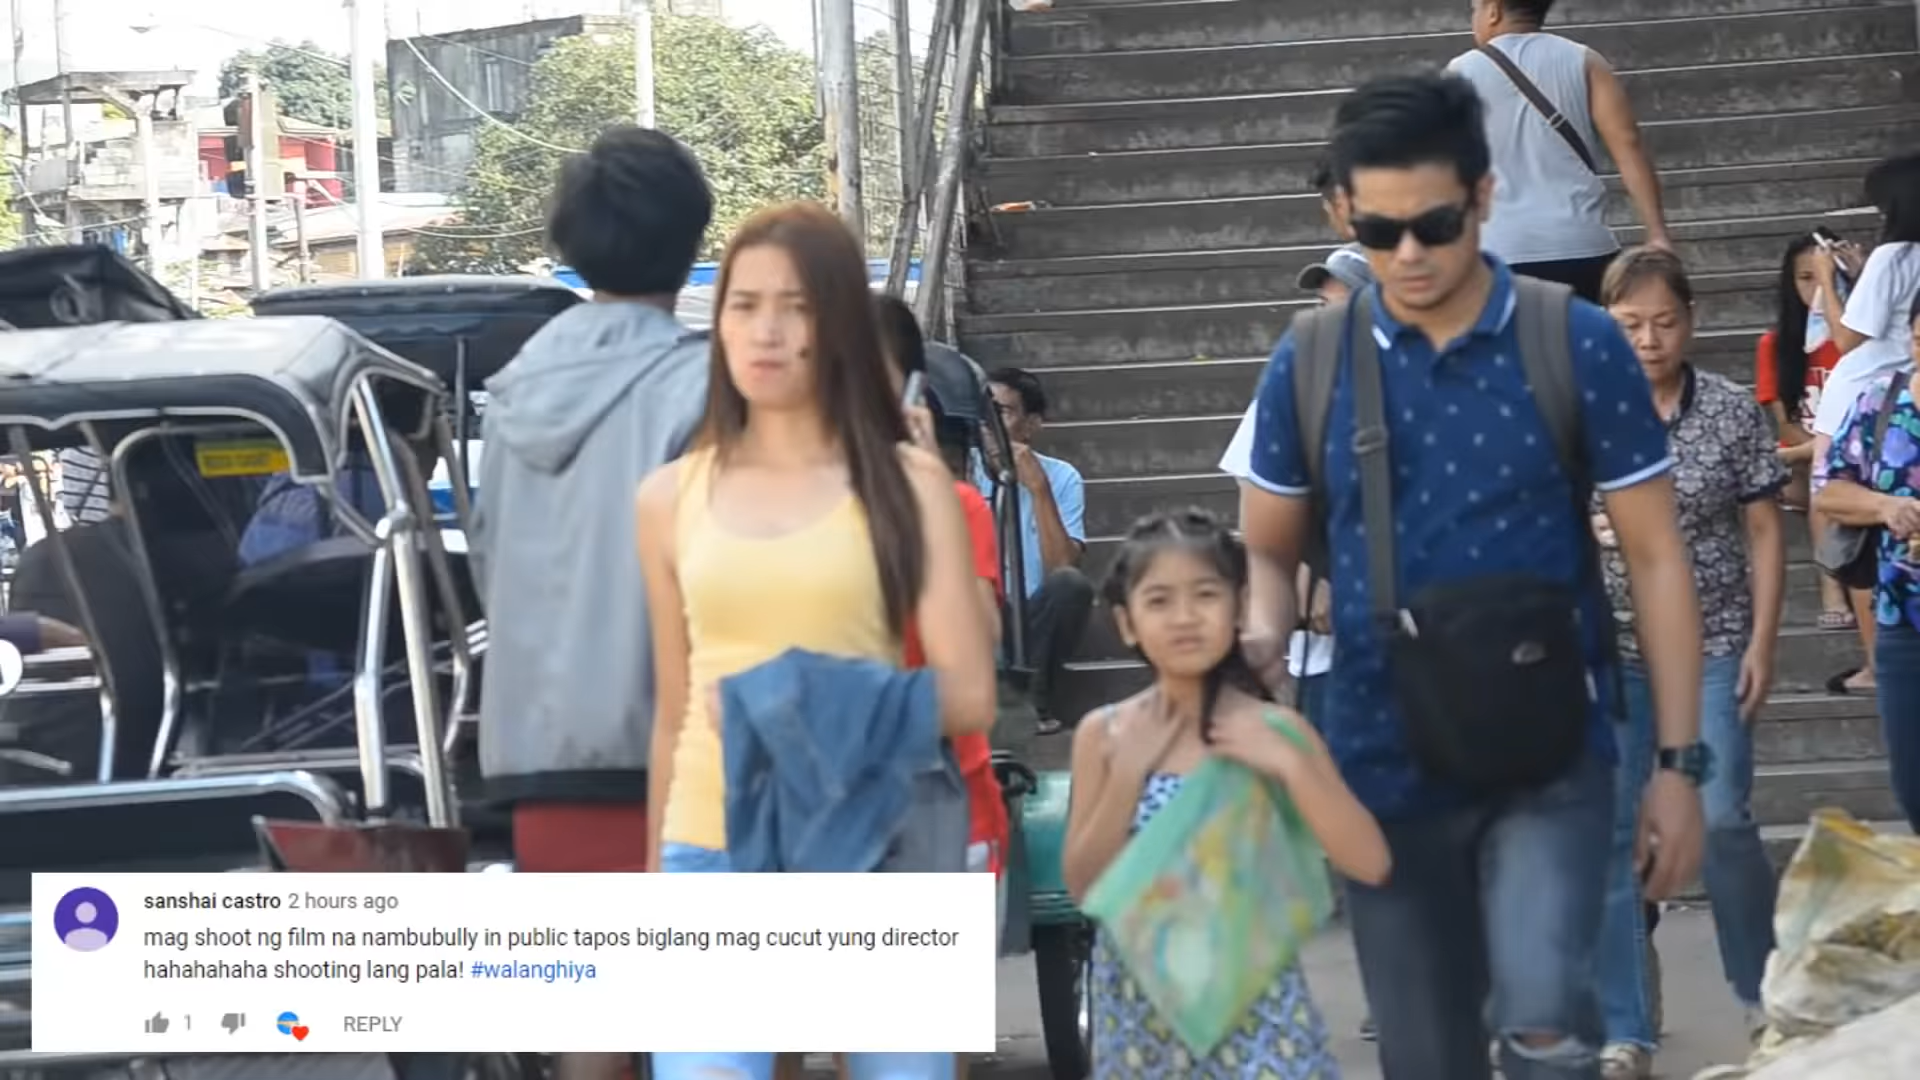 sanshai castro 2 hours ago
mag shoot ng film na nambubully in public tapos biglang mag cucut yung director
hahahahaha shooting lang pala! #walanghiya
1 REPLY